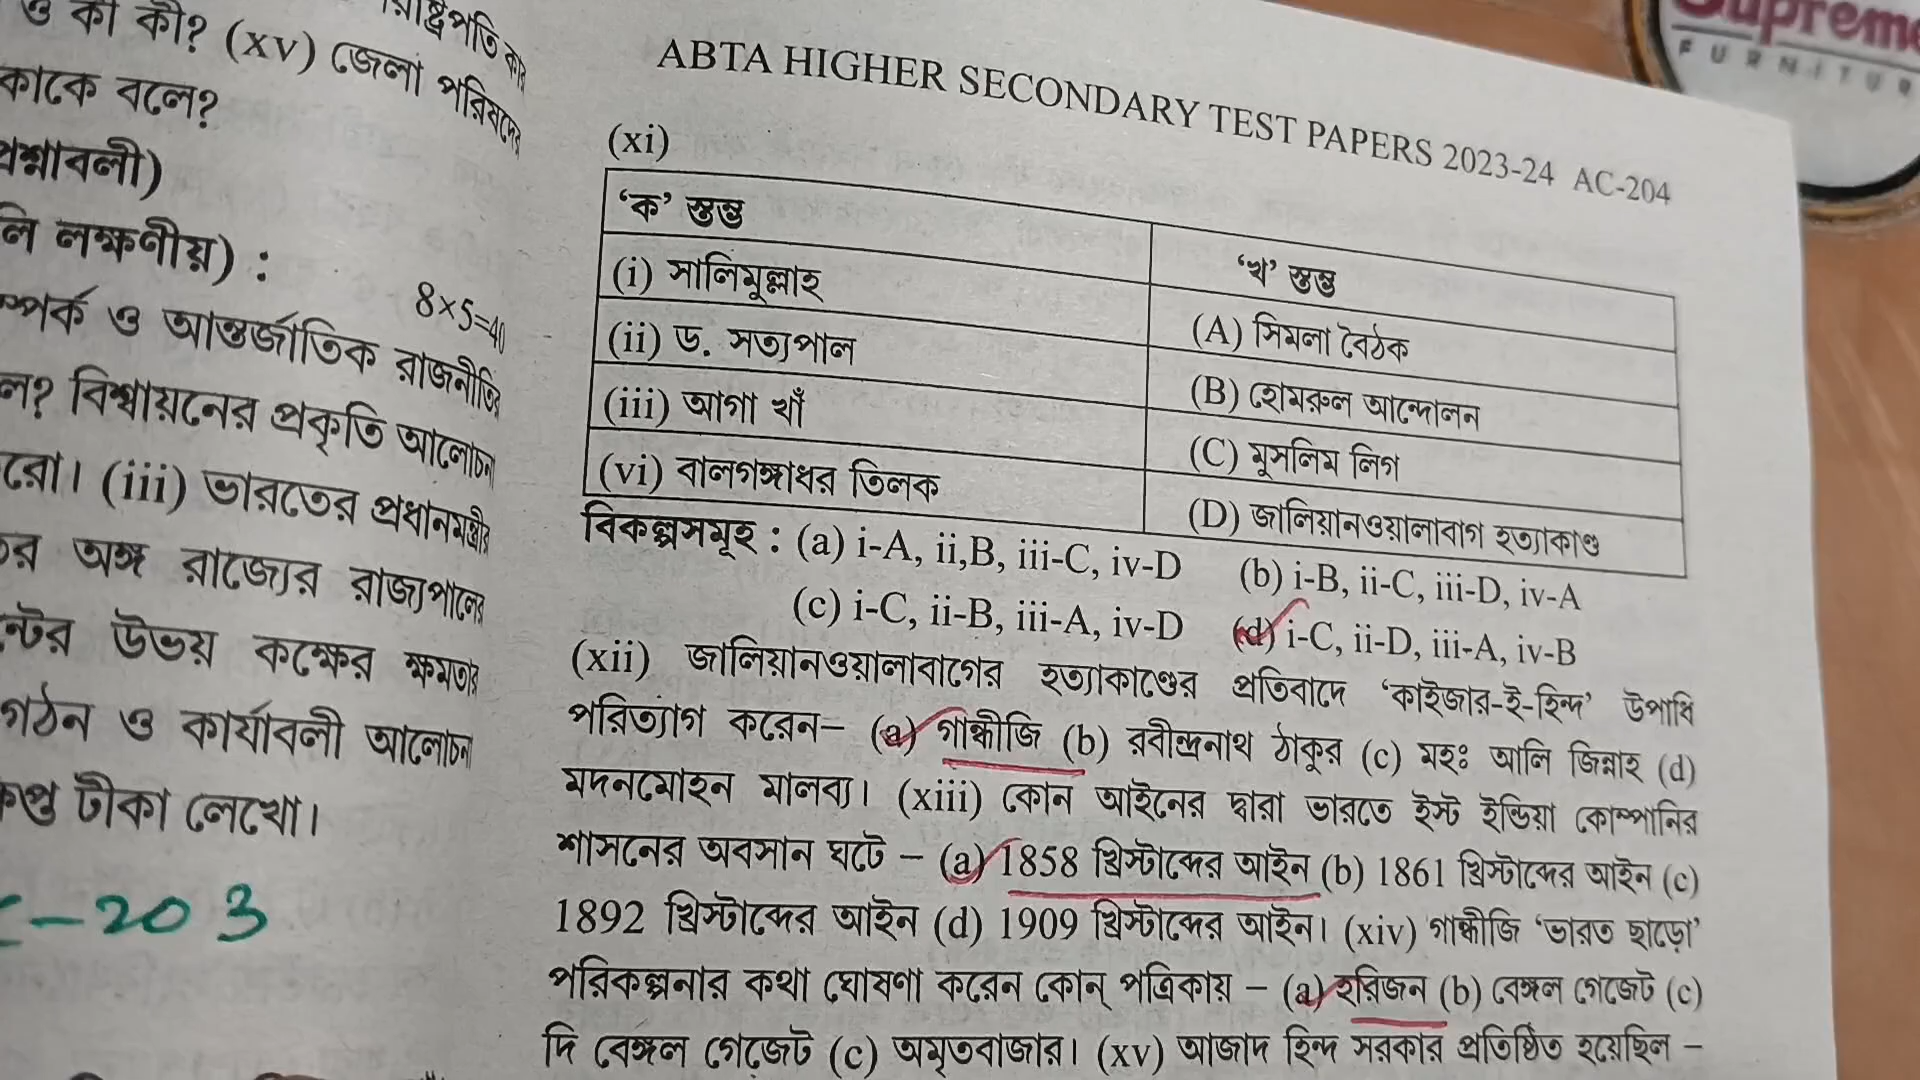 ও কী কী? (xv) জেলা পরিষদের
কাকে বলে?
প্রশ্নাবলী)
লি লক্ষণীয়) :
8×5=40
ম্পর্ক ও আন্তর্জাতিক রাজনীতির
ল? বিশ্বায়নের প্রকৃতি আলোচনা
রো। (iii) ভারতের প্রধানমন্ত্রীর
অঙ্গ রাজ্যের রাজ্যপালের
ন্টের উভয় কক্ষের ক্ষমতার
গঠন ও কার্যাবলী আলোচনা
টীকা লেখো।
-203
Supreme
FURNITUR
ABTA HIGHER SECONDARY TEST PAPERS 2023-24 AC-204
(xi)
‘ক’ স্তম্ভ
‘খ’ স্তম্ভ
(i) সালিমুল্লাহ
(A) সিমলা বৈঠক
(ii) ড. সত্যপাল
(B) হোমরুল আন্দোলন
(iii) আগা খাঁ
(C) মুসলিম লিগ
(vi) বালগঙ্গাধর তিলক
(D) জালিয়ানওয়ালাবাগ হত্যাকাণ্ড
বিকল্পসমূহ : (a) i-A, ii,B, iii-C, iv-D (b) i-B, ii-C, iii-D, iv-A
(c) i-C, ii-B, iii-A, iv-D (d) i-C, ii-D, iii-A, iv-B
(xii) জালিয়ানওয়ালাবাগের হত্যাকাণ্ডের প্রতিবাদে ‘কাইজার-ই-হিন্দ’ উপাধি
পরিত্যাগ করেন– (a) গান্ধীজি (b) রবীন্দ্রনাথ ঠাকুর (c) মহঃ আলি জিন্নাহ (d)
মদনমোহন মালব্য। (xiii) কোন আইনের দ্বারা ভারতে ইস্ট ইন্ডিয়া কোম্পানির
শাসনের অবসান ঘটে – (a) 1858 খ্রিস্টাব্দের আইন (b) 1861 খ্রিস্টাব্দের আইন (c)
1892 খ্রিস্টাব্দের আইন (d) 1909 খ্রিস্টাব্দের আইন। (xiv) গান্ধীজি ‘ভারত ছাড়ো’
পরিকল্পনার কথা ঘোষণা করেন কোন্ পত্রিকায় – (a) হরিজন (b) বেঙ্গল গেজেট (c)
দি বেঙ্গল গেজেট (c) অমৃতবাজার। (xv) আজাদ হিন্দ সরকার প্রতিষ্ঠিত হয়েছিল –